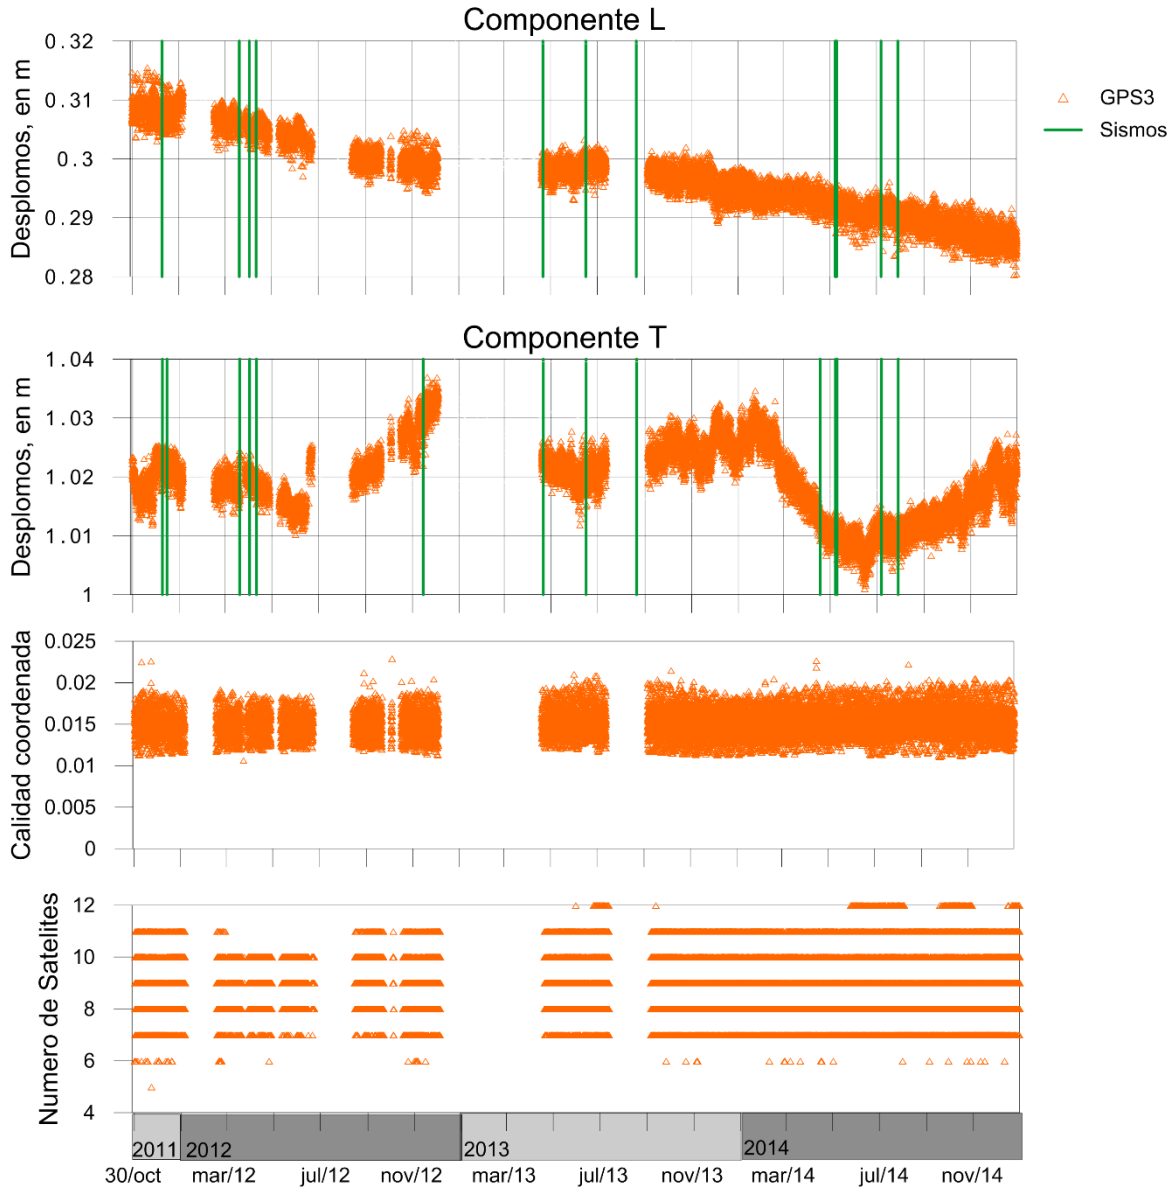 Componente L
Desplomos, en m
0.32
0.31
0.3
0.29
0.28
GPS3
Sismos
Componente T
Desplomos, en m
1.04
1.03
1.02
1.01
1
Calidad coordenada
0.025
0.02
0.015
0.01
0.005
0
Numero de Satelites
12
10
8
6
4
2011 2012 2013 2014
30/oct mar/12 jul/12 nov/12 mar/13 jul/13 nov/13 mar/14 jul/14 nov/14